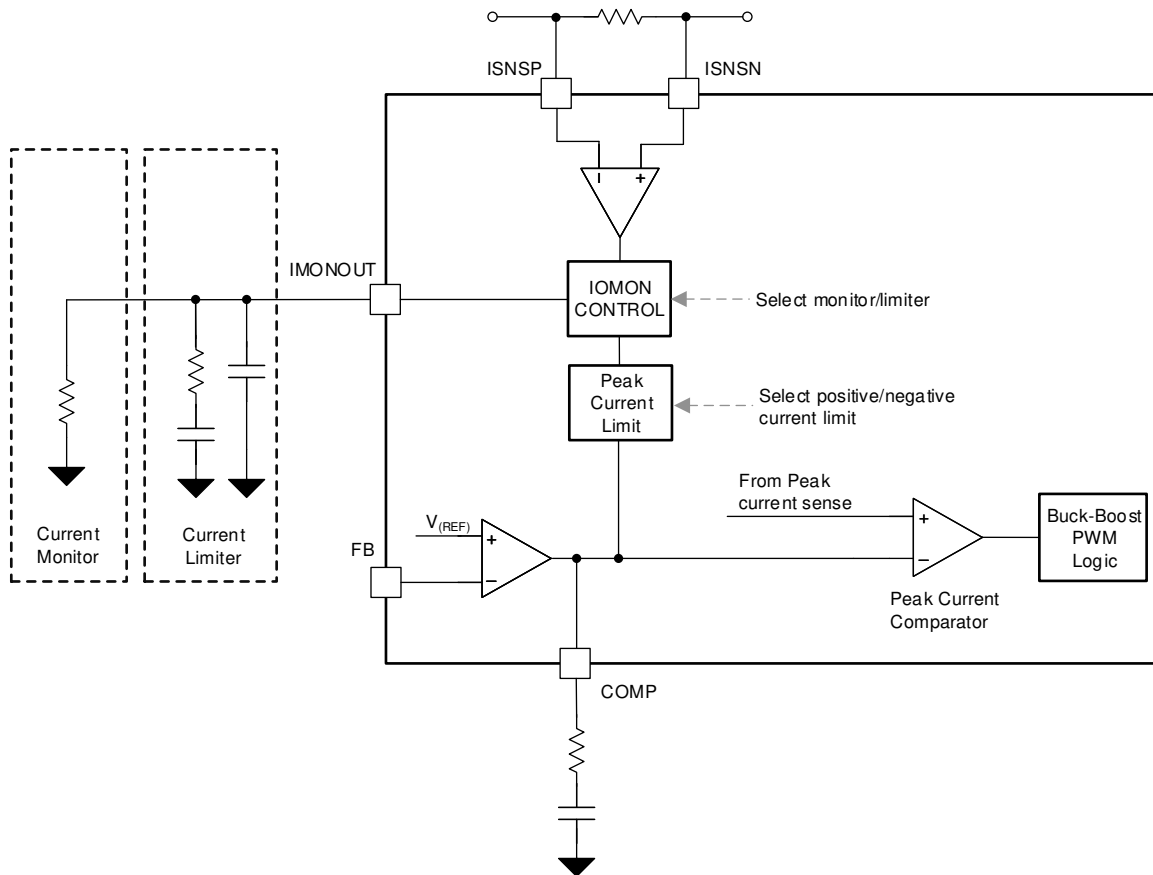 ISNSP
ISNSN
IMONOUT
IOMON
CONTROL
Select monitor/limiter
Peak
Current
Limit
Select positive/negative
current limit
Current
Monitor
Current
Limiter
FB
V(REF)
From Peak
current sense
Buck-Boost
PWM
Logic
Peak Current
Comparator
COMP